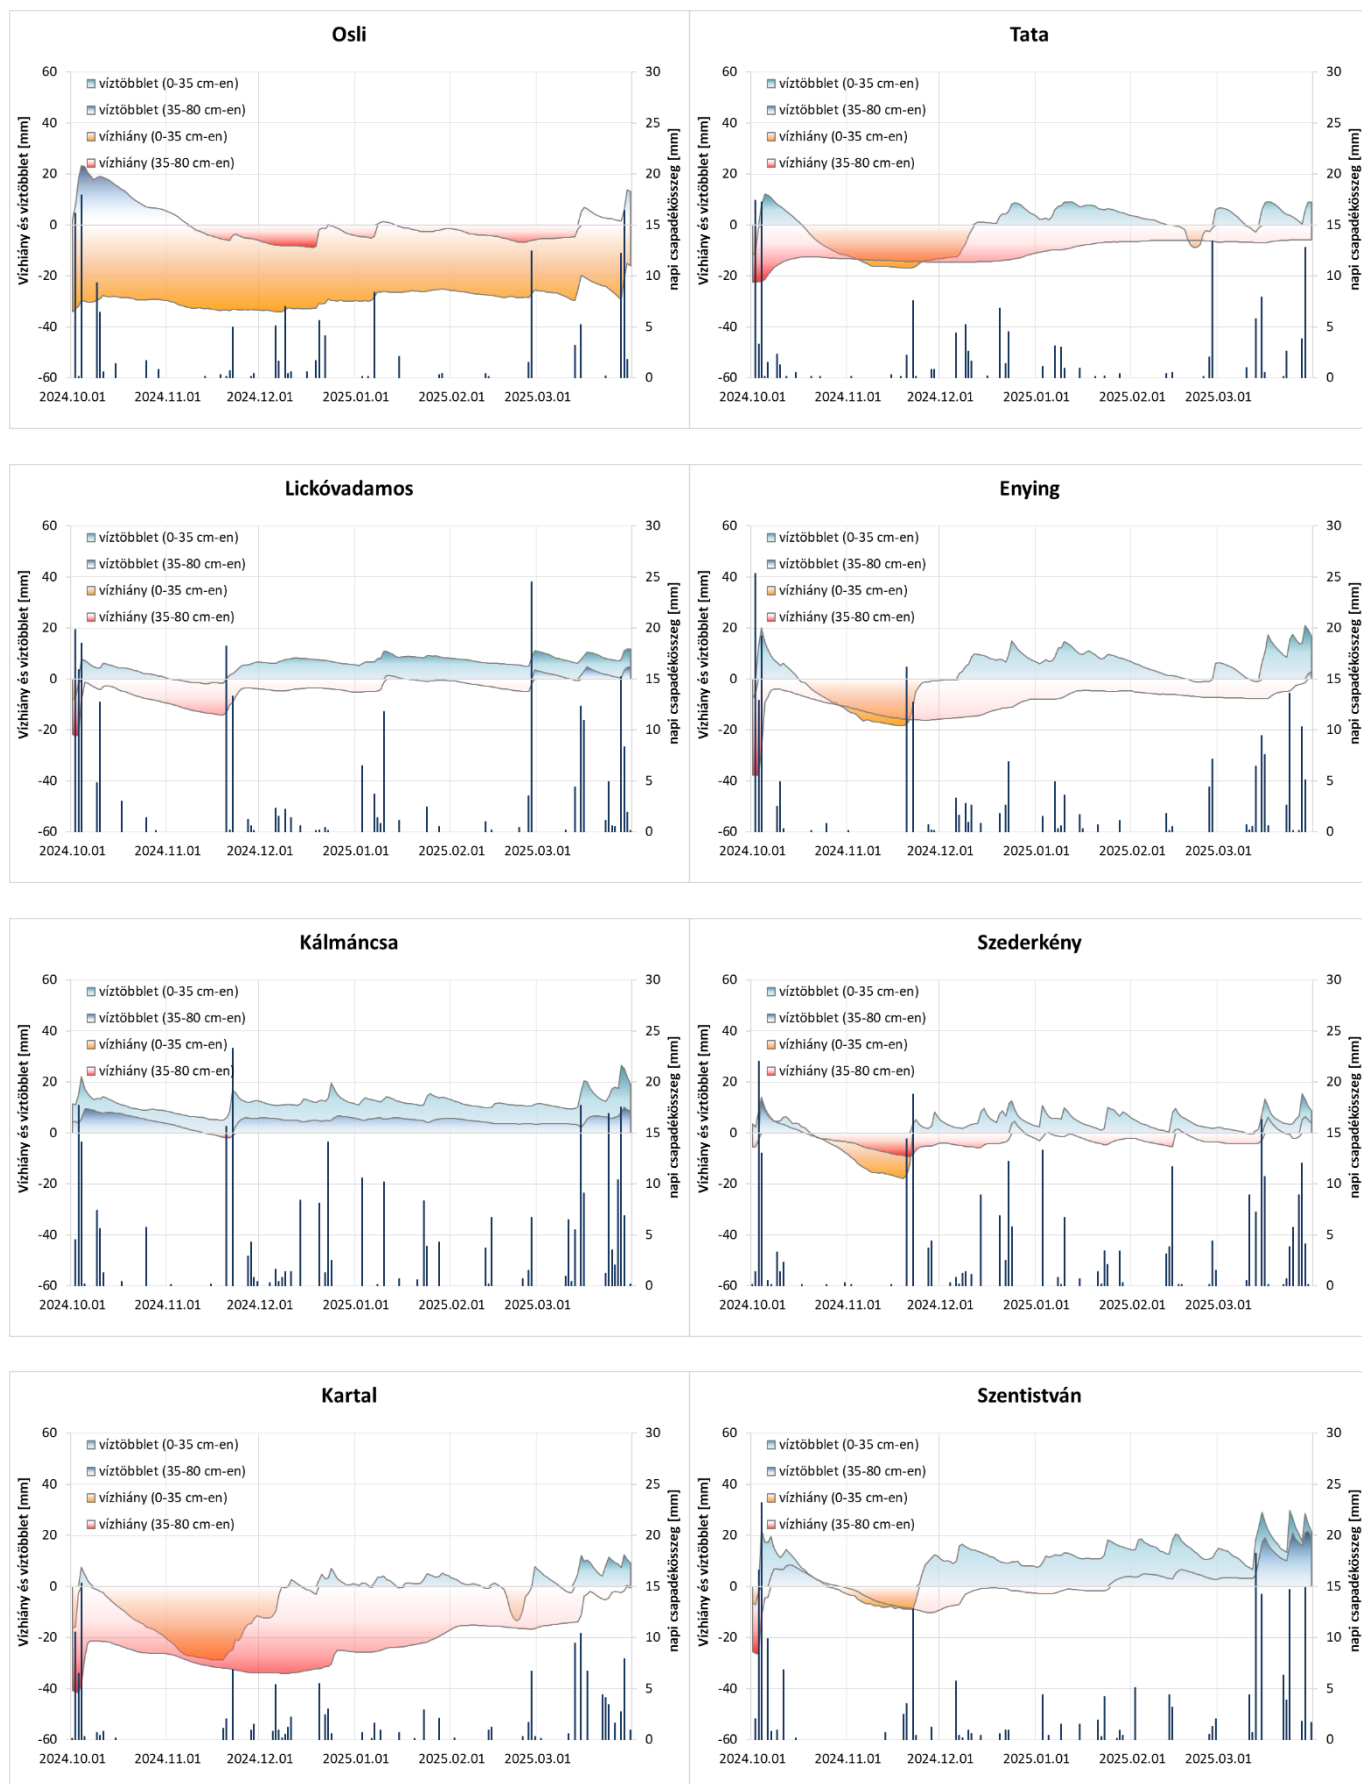 Osli
60
40
20
0
-20
-40
-60
Vízhiány és víztöbblet [mm]
víztöbblet (0-35 cm-en)
víztöbblet (35-80 cm-en)
vízhiány (0-35 cm-en)
vízhiány (35-80 cm-en)
30
25
20
15
10
5
0
napi csapadékösszeg [mm]
2024.10.01 2024.11.01 2024.12.01 2025.01.01 2025.02.01 2025.03.01
Tata
60
40
20
0
-20
-40
-60
Vízhiány és víztöbblet [mm]
víztöbblet (0-35 cm-en)
víztöbblet (35-80 cm-en)
vízhiány (0-35 cm-en)
vízhiány (35-80 cm-en)
30
25
20
15
10
5
0
napi csapadékösszeg [mm]
2024.10.01 2024.11.01 2024.12.01 2025.01.01 2025.02.01 2025.03.01
Lickóvadamos
60
40
20
0
-20
-40
-60
Vízhiány és víztöbblet [mm]
víztöbblet (0-35 cm-en)
víztöbblet (35-80 cm-en)
vízhiány (0-35 cm-en)
vízhiány (35-80 cm-en)
30
25
20
15
10
5
0
napi csapadékösszeg [mm]
2024.10.01 2024.11.01 2024.12.01 2025.01.01 2025.02.01 2025.03.01
Enying
60
40
20
0
-20
-40
-60
Vízhiány és víztöbblet [mm]
víztöbblet (0-35 cm-en)
víztöbblet (35-80 cm-en)
vízhiány (0-35 cm-en)
vízhiány (35-80 cm-en)
30
25
20
15
10
5
0
napi csapadékösszeg [mm]
2024.10.01 2024.11.01 2024.12.01 2025.01.01 2025.02.01 2025.03.01
Kálmáncsa
60
40
20
0
-20
-40
-60
Vízhiány és víztöbblet [mm]
víztöbblet (0-35 cm-en)
víztöbblet (35-80 cm-en)
vízhiány (0-35 cm-en)
vízhiány (35-80 cm-en)
30
25
20
15
10
5
0
napi csapadékösszeg [mm]
2024.10.01 2024.11.01 2024.12.01 2025.01.01 2025.02.01 2025.03.01
Szederkény
60
40
20
0
-20
-40
-60
Vízhiány és víztöbblet [mm]
víztöbblet (0-35 cm-en)
víztöbblet (35-80 cm-en)
vízhiány (0-35 cm-en)
vízhiány (35-80 cm-en)
30
25
20
15
10
5
0
napi csapadékösszeg [mm]
2024.10.01 2024.11.01 2024.12.01 2025.01.01 2025.02.01 2025.03.01
Kartal
60
40
20
0
-20
-40
-60
Vízhiány és víztöbblet [mm]
víztöbblet (0-35 cm-en)
víztöbblet (35-80 cm-en)
vízhiány (0-35 cm-en)
vízhiány (35-80 cm-en)
30
25
20
15
10
5
0
napi csapadékösszeg [mm]
2024.10.01 2024.11.01 2024.12.01 2025.01.01 2025.02.01 2025.03.01
Szentistván
60
40
20
0
-20
-40
-60
Vízhiány és víztöbblet [mm]
víztöbblet (0-35 cm-en)
víztöbblet (35-80 cm-en)
vízhiány (0-35 cm-en)
vízhiány (35-80 cm-en)
30
25
20
15
10
5
0
napi csapadékösszeg [mm]
2024.10.01 2024.11.01 2024.12.01 2025.01.01 2025.02.01 2025.03.01